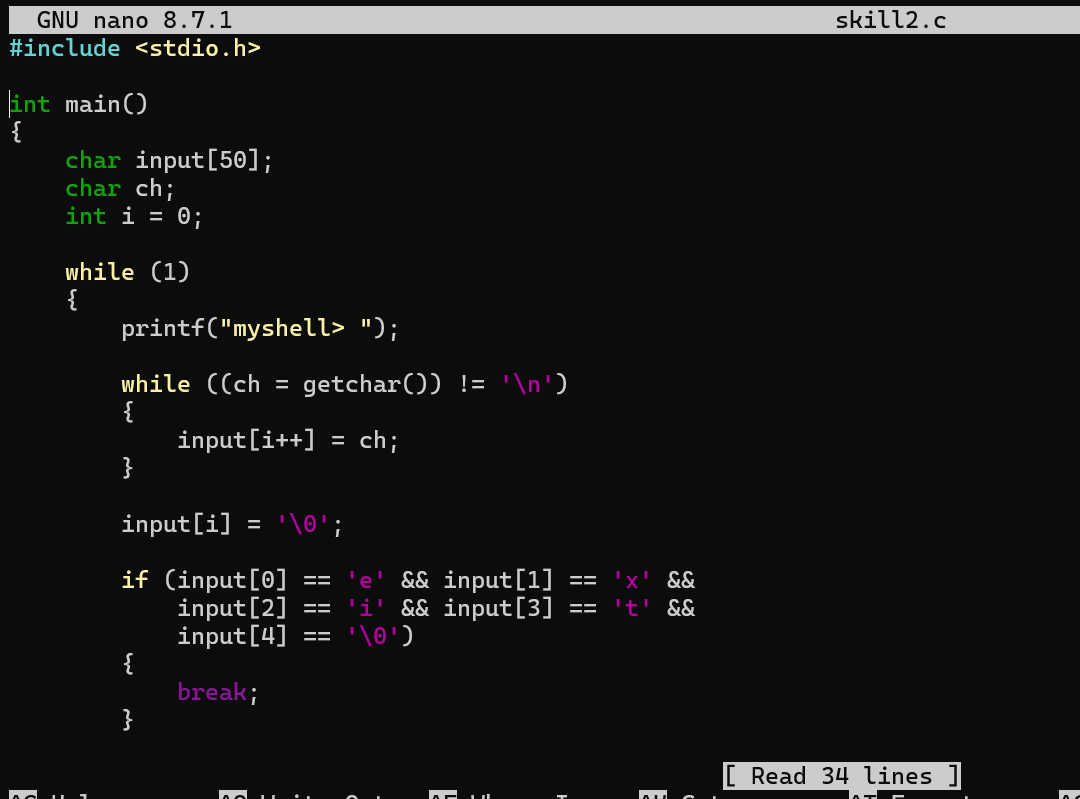 GNU nano 8.7.1 skill2.c
#include <stdio.h>
int main()
{
    char input[50];
    char ch;
    int i = 0;
    while (1)
    {
        printf("myshell> ");
        while ((ch = getchar()) != '\n')
        {
            input[i++] = ch;
        }
        input[i] = '\0';
        if (input[0] == 'e' && input[1] == 'x' &&
            input[2] == 'i' && input[3] == 't' &&
            input[4] == '\0')
        {
            break;
        }
[ Read 34 lines ]